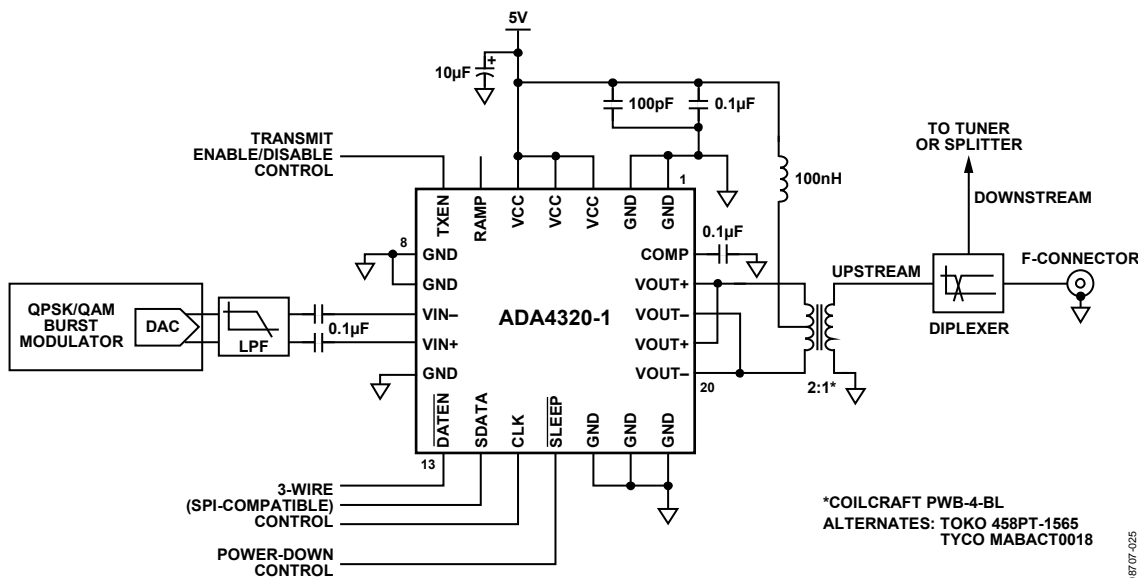 5V
10µF
+
100pF
0.1µF
TRANSMIT
ENABLE/DISABLE
CONTROL
TO TUNER
OR SPLITTER
100nH
DOWNSTREAM
1
TXEN
RAMP
VCC
VCC
VCC
GND
GND
8
GND
GND
VIN–
VIN+
GND
COMP
0.1µF
VOUT+
VOUT–
VOUT+
VOUT–
20
ADA4320-1
UPSTREAM
F-CONNECTOR
DIPLEXER
2:1*
QPSK/QAM
BURST
MODULATOR
DAC
LPF
0.1µF
DATEN
SDATA
CLK
SLEEP
GND
GND
GND
13
3-WIRE
(SPI-COMPATIBLE)
CONTROL
POWER-DOWN
CONTROL
*COILCRAFT PWB-4-BL
ALTERNATES: TOKO 458PT-1565
TYCO MABACT0018